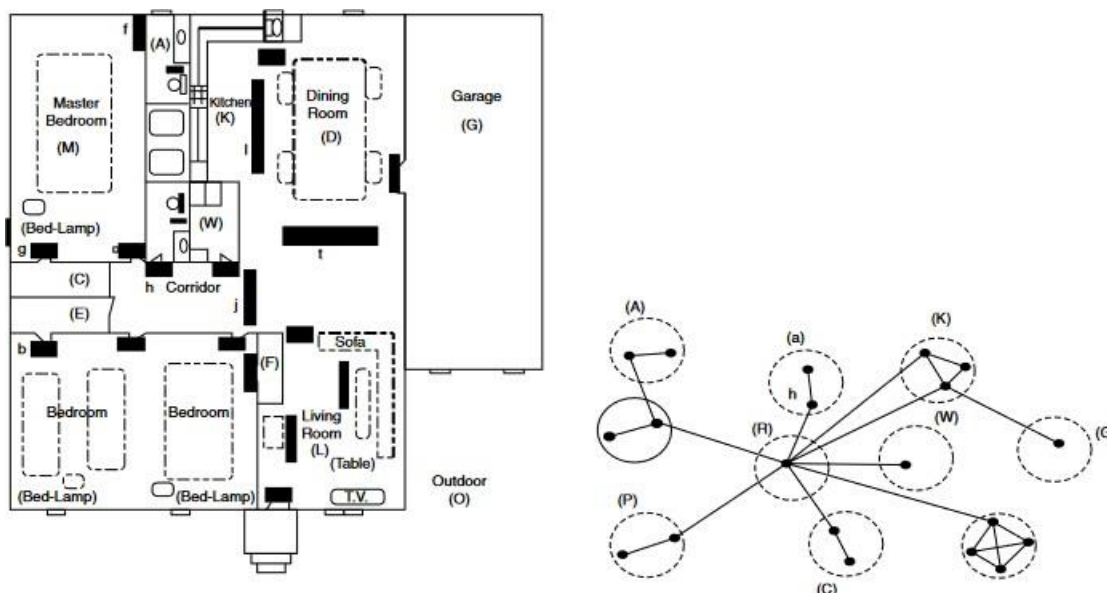 f
(A)
Master
Bedroom
(M)
Kitchen
(K)
l
Dining
Room
(D)
Garage
(G)
(Bed-Lamp)
g
(W)
t
(C)
h
Corridor
(E)
j
b
(F)
Sofa
Bedroom
Bedroom
Living
Room
(L)
(Table)
(Bed-Lamp)
(Bed-Lamp)
T.V.
Outdoor
(O)
(A)
(a)
h
(K)
(R)
(W)
(P)
(C)